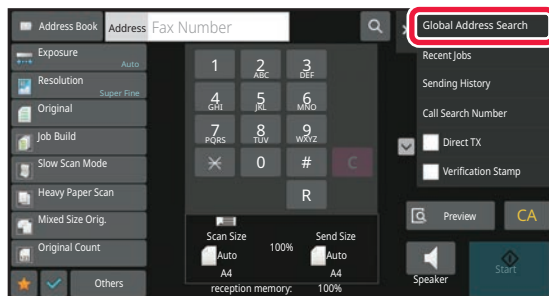 Address Book
Address
Fax Number
Global Address Search
Exposure
Auto
Resolution
Super Fine
Original
Job Build
Slow Scan Mode
Heavy Paper Scan
Mixed Size Orig.
Original Count
Others
1
2
ABC
3
DEF
4
GHI
5
JKL
6
MNO
7
PQRS
8
TUV
9
WXYZ
0
#
C
R
Scan Size
Send Size
Auto
100%
Auto
A4
A4
reception memory: 100%
Recent Jobs
Sending History
Call Search Number
Direct TX
Verification Stamp
Preview
CA
Speaker
Start